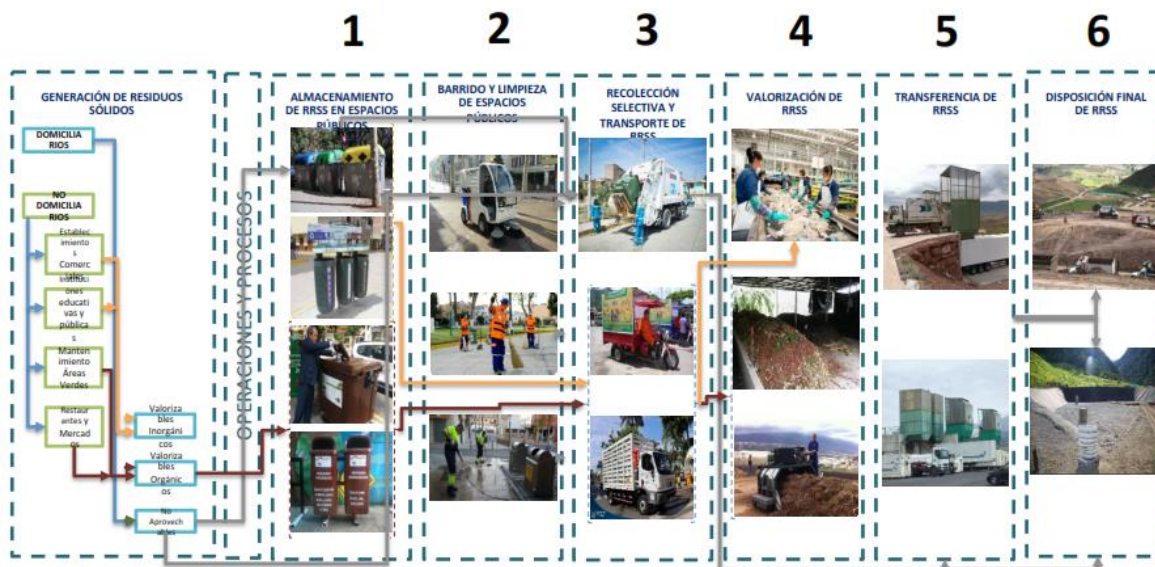 1
2
3
4
5
6
GENERACIÓN DE RESIDUOS
SÓLIDOS
DOMICILIA
RIOS
NO
DOMICILIA
RIOS
Establec
imiento
s
Comerc
iales
Instituci
ones
educati
vas y
pública
s
Manten
imiento
Áreas
Verdes
Restaur
antes y
Mercad
os
Valoriza
bles
Inorgáni
cos
Valoriza
bles
Orgánic
os
No
Aprovech
ables
OPERACIONES Y PROCESOS
ALMACENAMIENTO
DE RRSS EN ESPACIOS
PÚBLICOS
BARRIDO Y LIMPIEZA
DE ESPACIOS
PÚBLICOS
RECOLECCIÓN
SELECTIVA Y
TRANSPORTE DE
RRSS
VALORIZACIÓN DE
RRSS
TRANSFERENCIA DE
RRSS
DISPOSICIÓN FINAL
DE RRSS